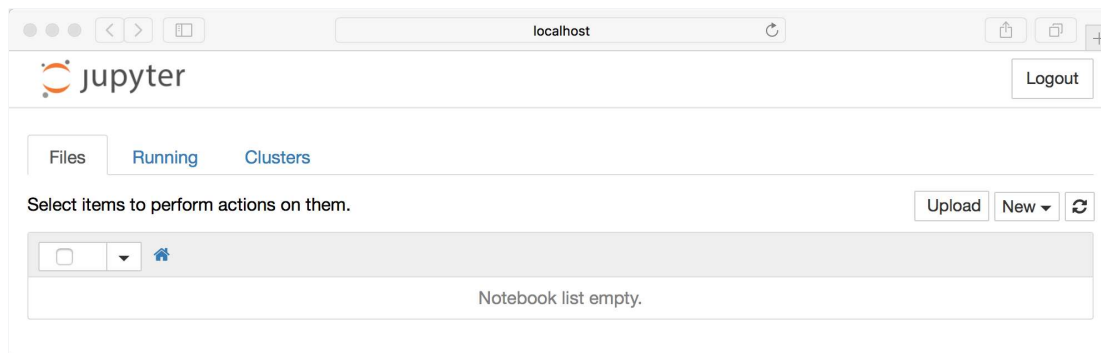 localhost
jupyter
Logout
Files Running Clusters
Select items to perform actions on them.
Upload New
Notebook list empty.